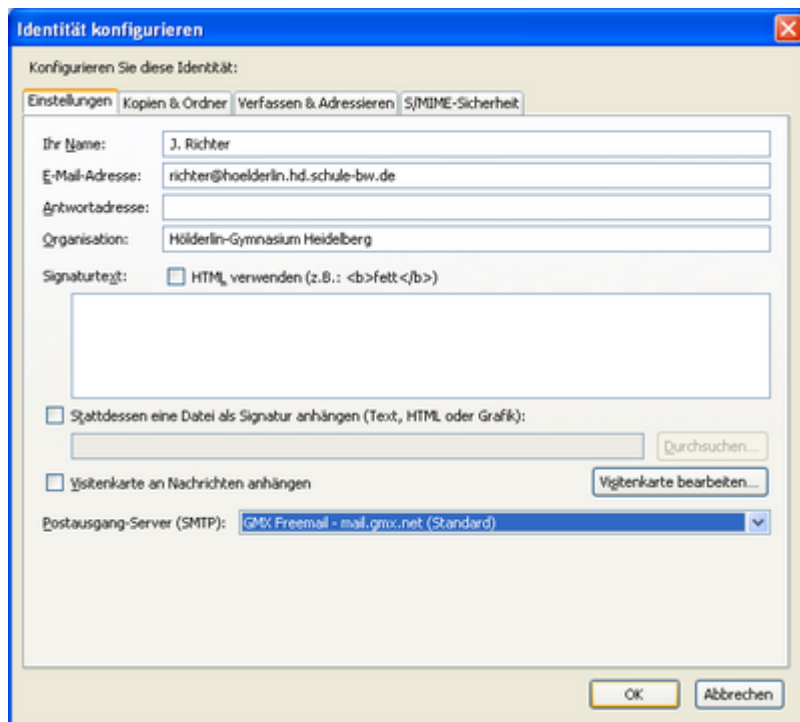 Identität konfigurieren
Konfigurieren Sie diese Identität:
Einstellungen Kopien & Ordner Verfassen & Adressieren S/MIME-Sicherheit
Ihr Name: J. Richter
E-Mail-Adresse: richter@hoelderlin.hd.schule-bw.de
Antwortadresse:
Organisation: Hölderlin-Gymnasium Heidelberg
Signaturtext: HTML verwenden (z.B.: <b>fett</b>)
Stattdessen eine Datei als Signatur anhängen (Text, HTML oder Grafik):
Durchsuchen...
Visitenkarte an Nachrichten anhängen Visitenkarte bearbeiten...
Postausgang-Server (SMTP): GMX Freemail - mail.gmx.net (Standard)
OK Abbrechen